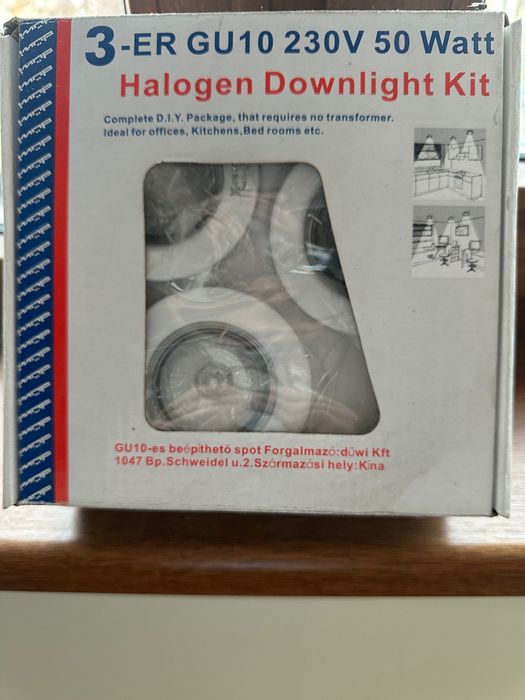 3-ER GU10 230V 50 Watt
Halogen Downlight Kit
Complete D.I.Y. Package, that requires no transformer.
Ideal for offices, Kitchens,Bed rooms etc.
GU10-es beépíthető spot Forgalmazó:düwi Kft
1047 Bp.Schweidel u.2.Származási hely:Kína